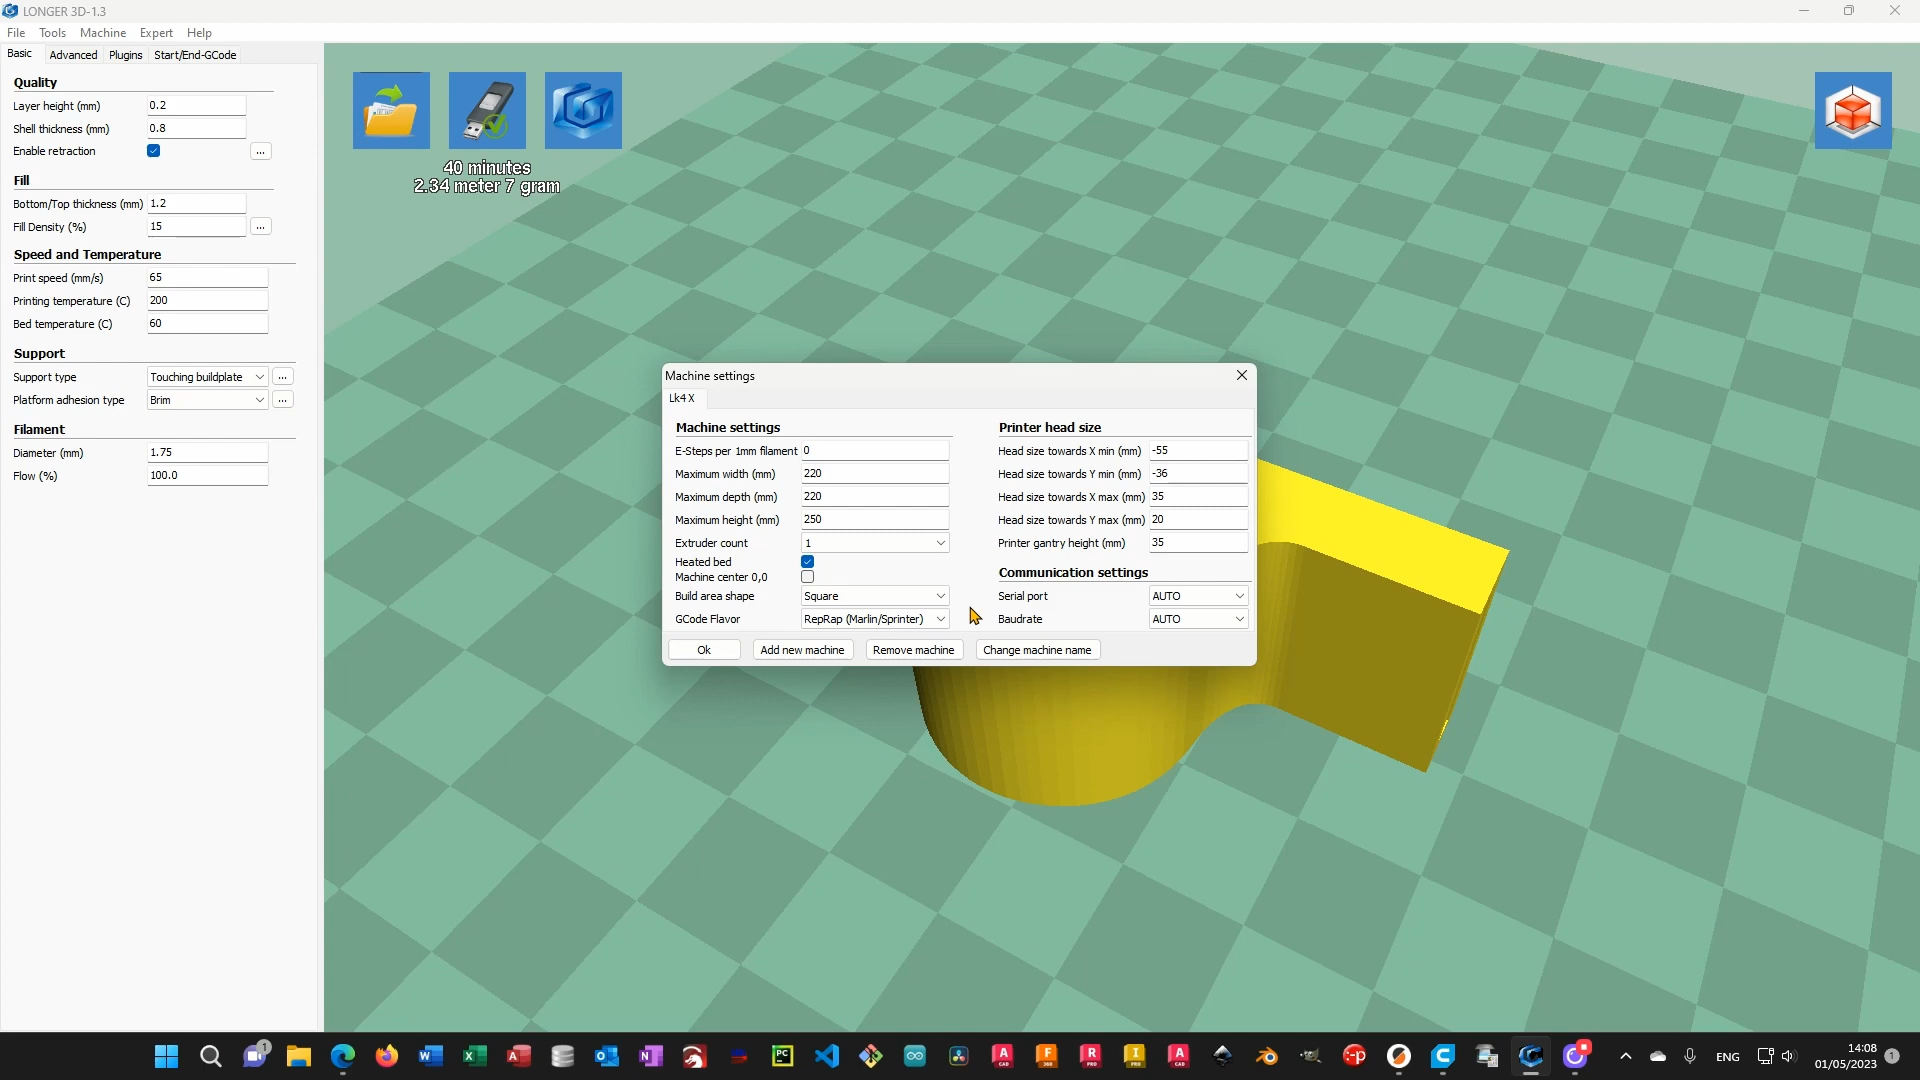 LONGER 3D-1.3
File Tools Machine Expert Help
Basic Advanced Plugins Start/End-GCode
Quality
Layer height (mm) 0.2
Shell thickness (mm) 0.8
Enable retraction ...
Fill
Bottom/Top thickness (mm) 1.2
Fill Density (%) 15 ...
Speed and Temperature
Print speed (mm/s) 65
Printing temperature (C) 200
Bed temperature (C) 60
Support
Support type Touching buildplate ...
Platform adhesion type Brim ...
Filament
Diameter (mm) 1.75
Flow (%) 100.0
40 minutes
2.34 meter 7 gram
Machine settings
Lk4 X
Machine settings
E-Steps per 1mm filament 0
Maximum width (mm) 220
Maximum depth (mm) 220
Maximum height (mm) 250
Extruder count 1
Heated bed
Machine center 0,0
Build area shape Square
GCode Flavor RepRap (Marlin/Sprinter)
Printer head size
Head size towards X min (mm) -55
Head size towards Y min (mm) -36
Head size towards X max (mm) 35
Head size towards Y max (mm) 20
Printer gantry height (mm) 35
Communication settings
Serial port AUTO
Baudrate AUTO
Ok Add new machine Remove machine Change machine name
ENG
14:08
01/05/2023
1